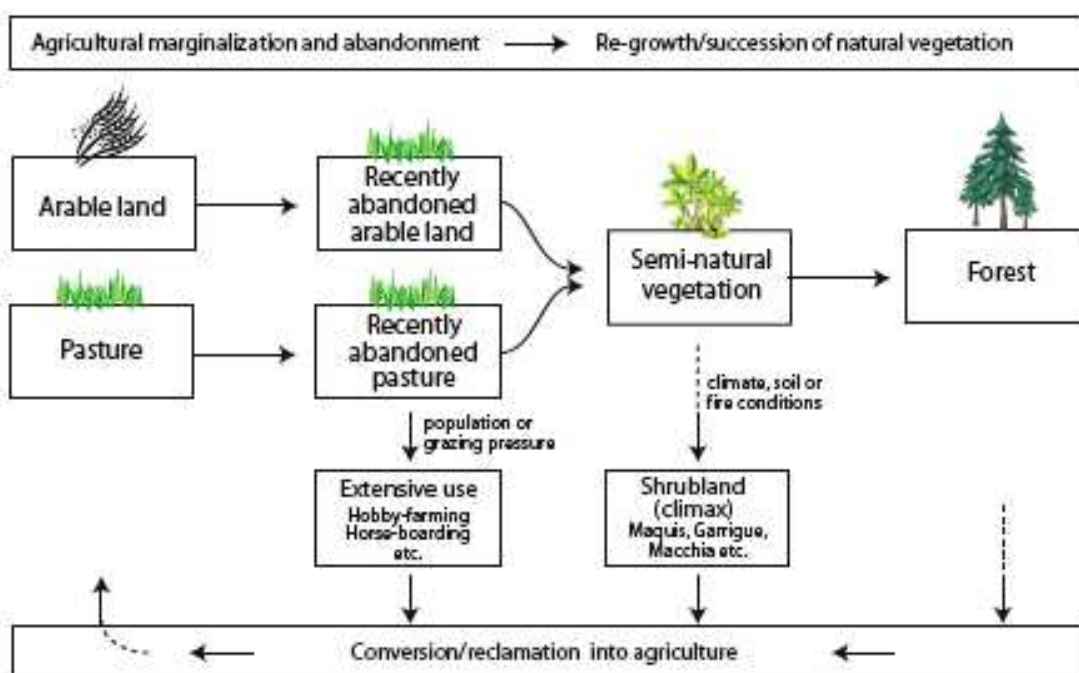 Agricultural marginalization and abandonment
Re-growth/succession of natural vegetation
Arable land
Recently
abandoned
arable land
Semi-natural
vegetation
Forest
Pasture
Recently
abandoned
pasture
climate, soil or
fire conditions
population or
grazing pressure
Extensive use
Hobby-farming
Horse-boarding
etc.
Shrubland
(climax)
Maquis, Garrigue,
Macchia etc.
Conversion/reclamation into agriculture